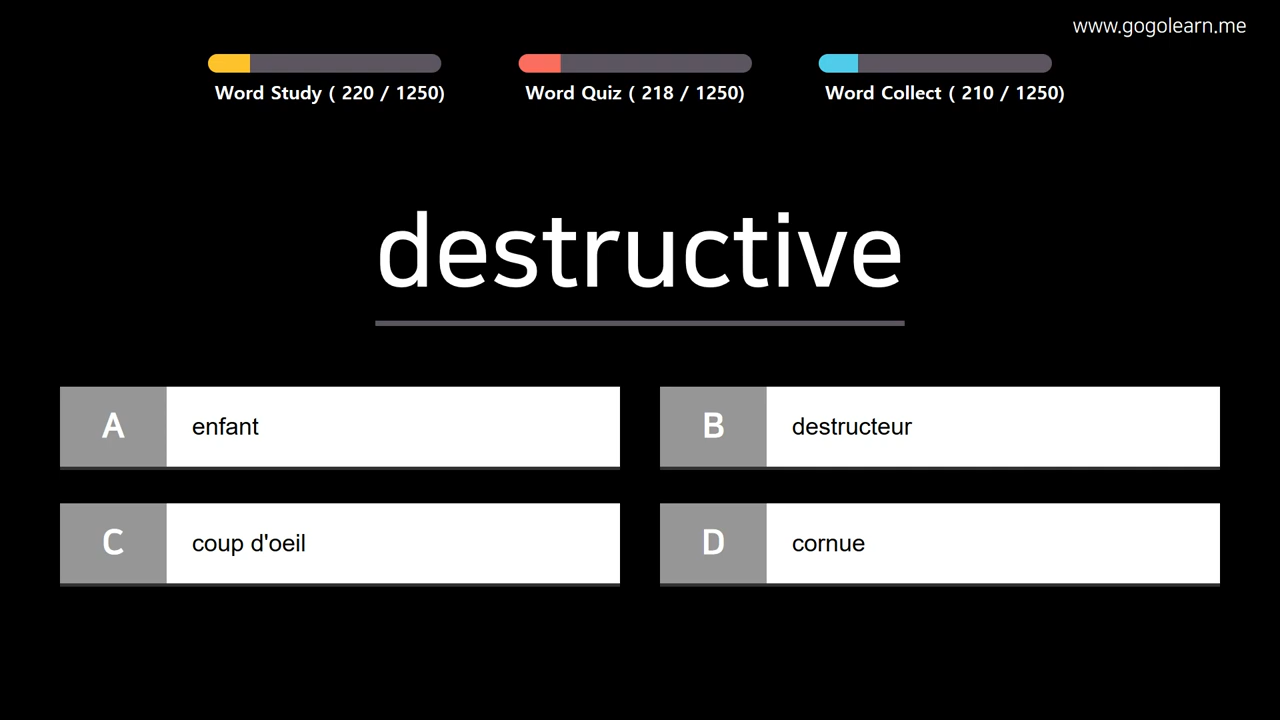 www.gogolearn.me
Word Study ( 220 / 1250)
Word Quiz ( 218 / 1250)
Word Collect ( 210 / 1250)
destructive
A enfant
B destructeur
C coup d'oeil
D cornue